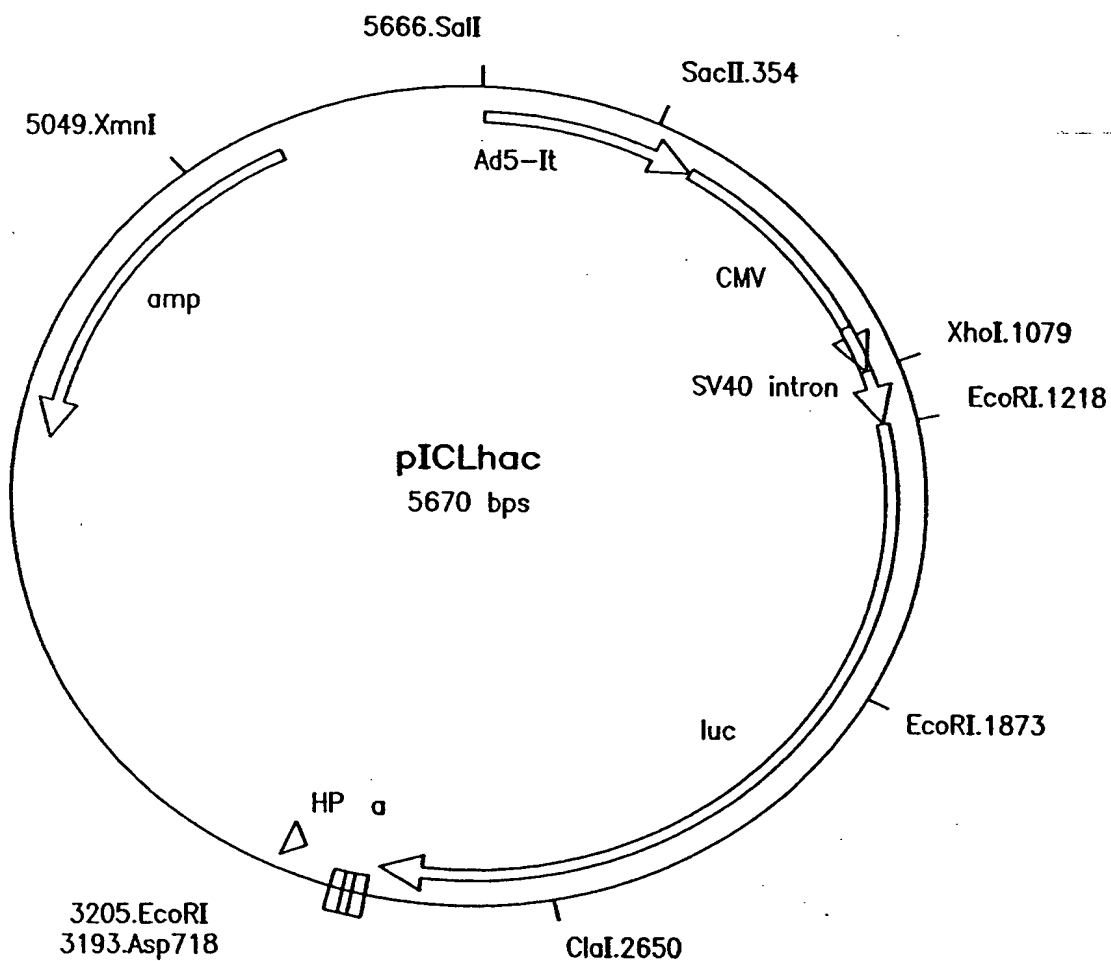 5666.SalI
SacII.354
5049.XmnI
Ad5-It
CMV
amp
XhoI.1079
SV40 intron
EcoRI.1218
pICLhac
5670 bps
luc
EcoRI.1873
HP a
3205.EcoRI
3193.Asp718
ClaI.2650